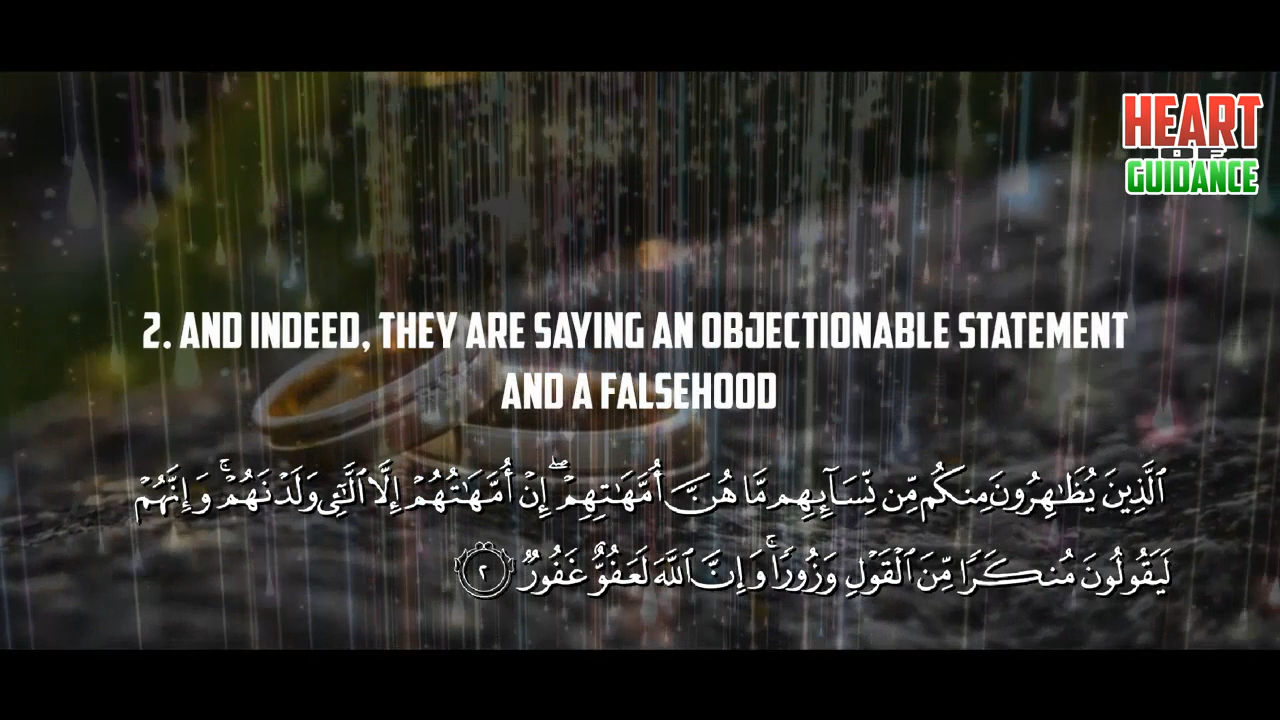 HEART
OF
GUIDANCE
2. AND INDEED, THEY ARE SAYING AN OBJECTIONABLE STATEMENT
AND A FALSEHOOD
ٱلَّذِينَ يُظَٰهِرُونَ مِنكُم مِّن نِّسَآئِهِم مَّا هُنَّ أُمَّهَٰتِهِمْ ۖ إِنْ أُمَّهَٰتُهُمْ إِلَّا ٱلَّٰٓـِٔى وَلَدْنَهُمْ ۚ وَإِنَّهُمْ
لَيَقُولُونَ مُنكَرًا مِّنَ ٱلْقَوْلِ وَزُورًا ۚ وَإِنَّ ٱللَّهَ لَعَفُوٌّ غَفُورٌ ٢